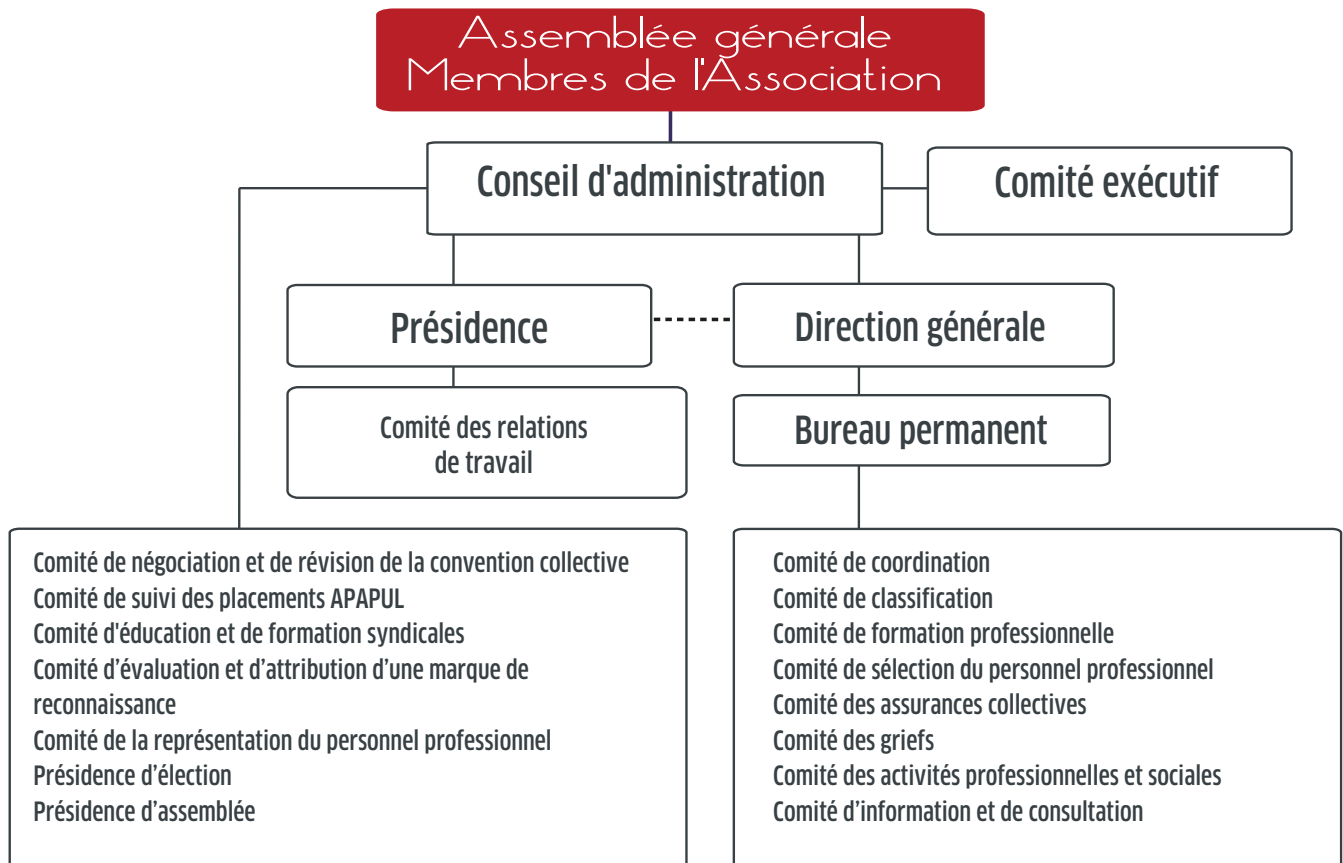 Assemblée générale
Membres de l'Association
Conseil d'administration
Comité exécutif
Présidence
Direction générale
Comité des relations
de travail
Bureau permanent
Comité de négociation et de révision de la convention collective
Comité de suivi des placements APAPUL
Comité d'éducation et de formation syndicales
Comité d’évaluation et d’attribution d’une marque de
reconnaissance
Comité de la représentation du personnel professionnel
Présidence d’élection
Présidence d’assemblée
Comité de coordination
Comité de classification
Comité de formation professionnelle
Comité de sélection du personnel professionnel
Comité des assurances collectives
Comité des griefs
Comité des activités professionnelles et sociales
Comité d’information et de consultation